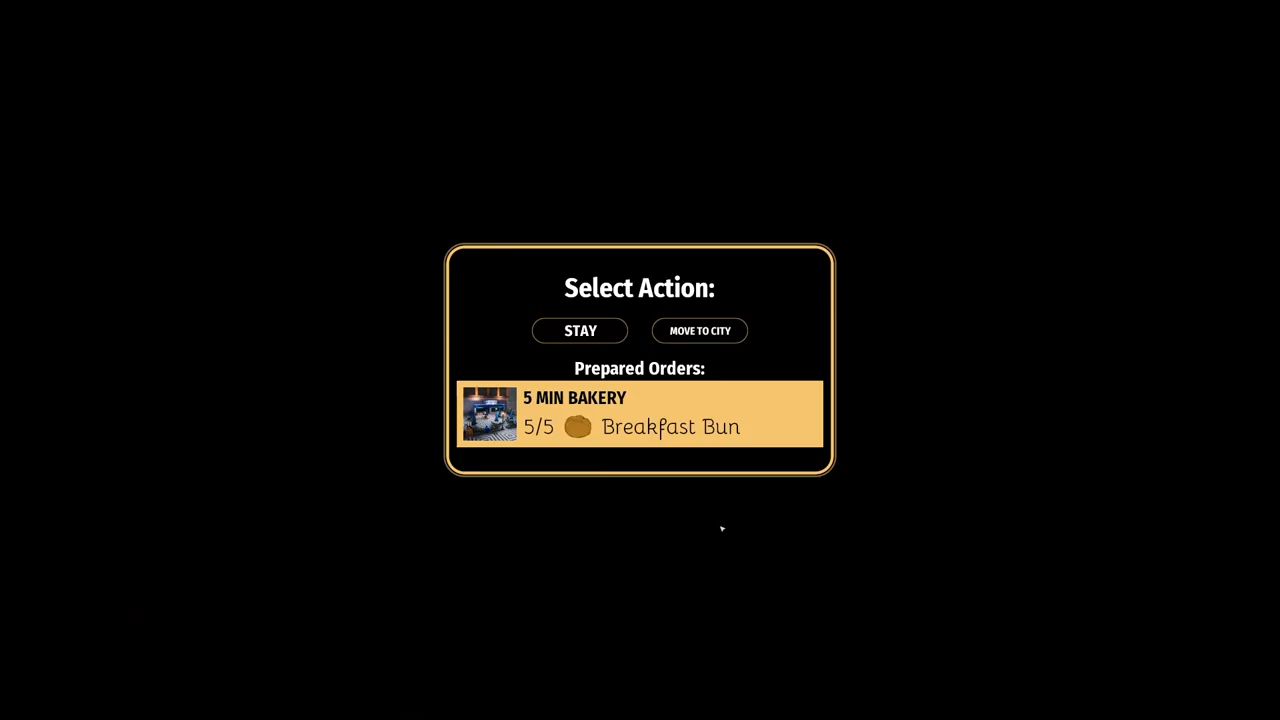 Select Action:
STAY
MOVE TO CITY
Prepared Orders:
5 MIN BAKERY
5/5 Breakfast Bun